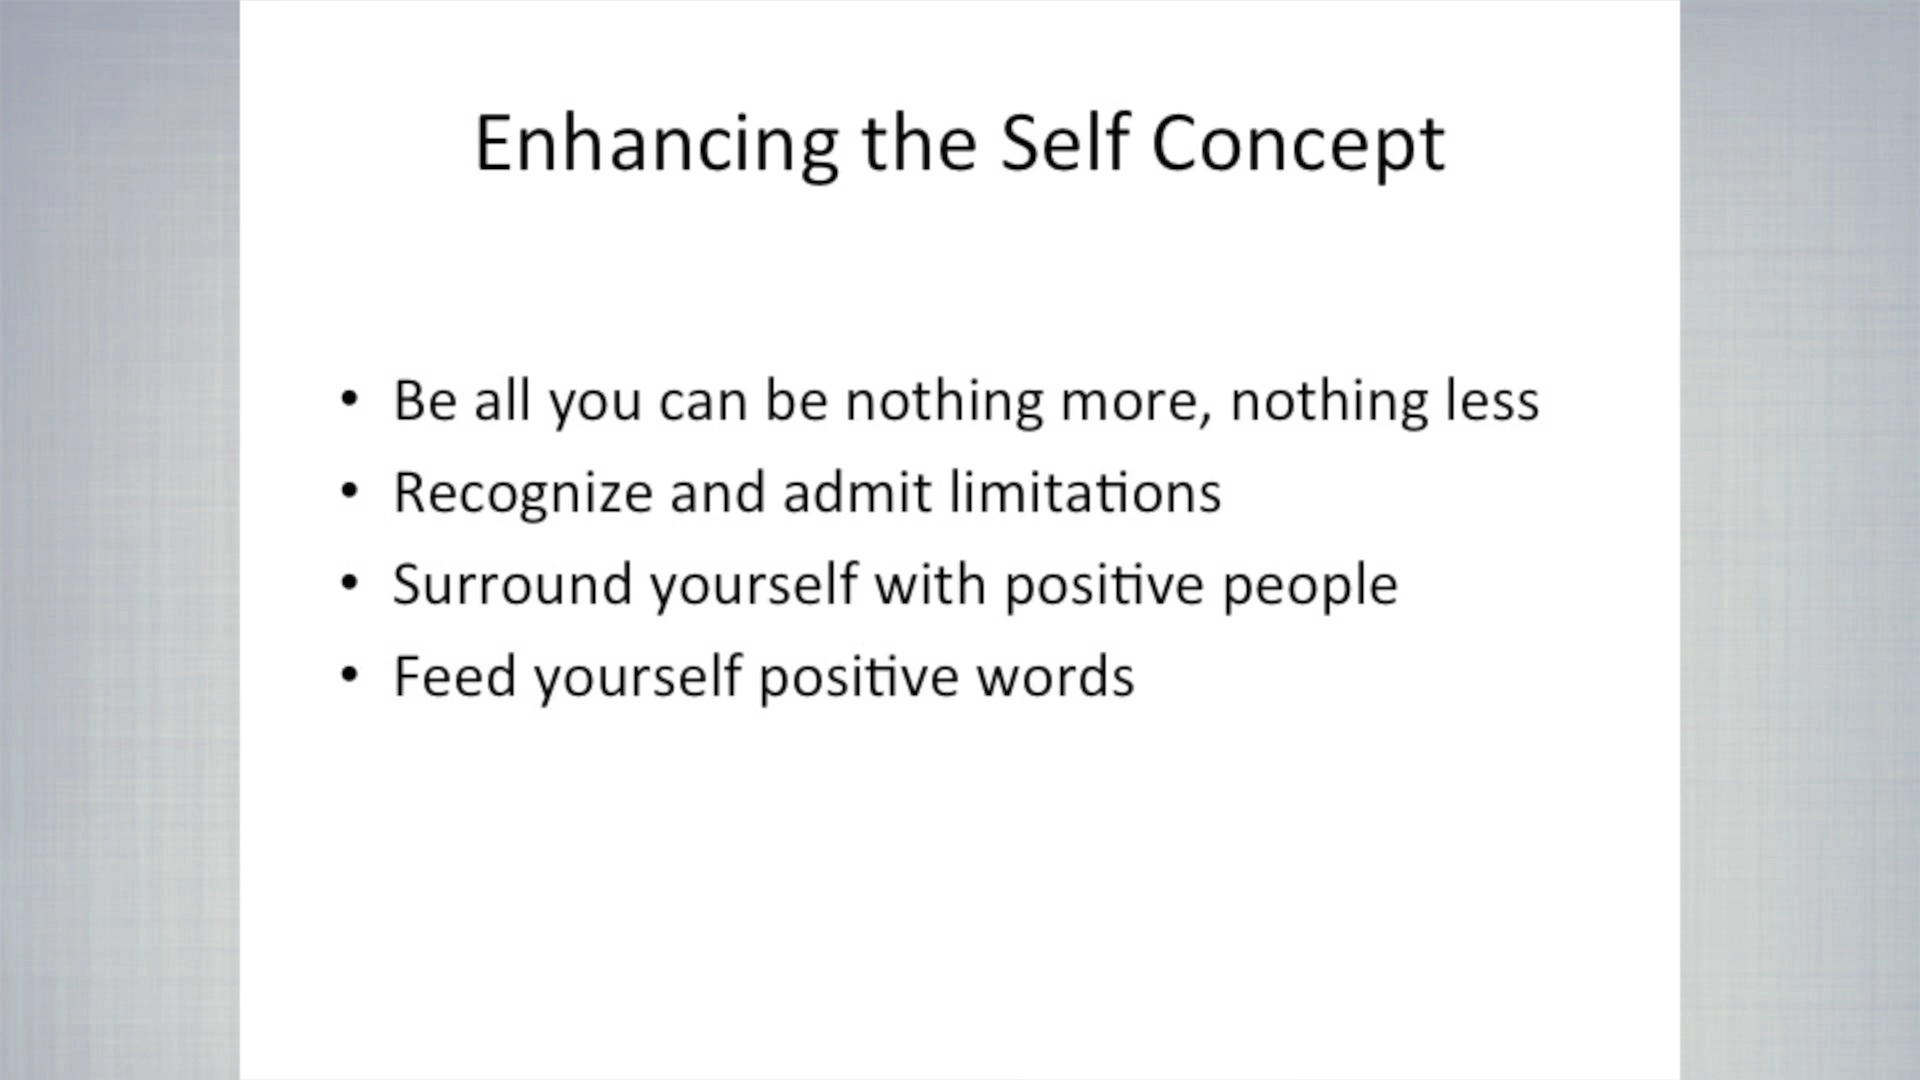 Enhancing the Self Concept
• Be all you can be nothing more, nothing less
• Recognize and admit limitations
• Surround yourself with positive people
• Feed yourself positive words